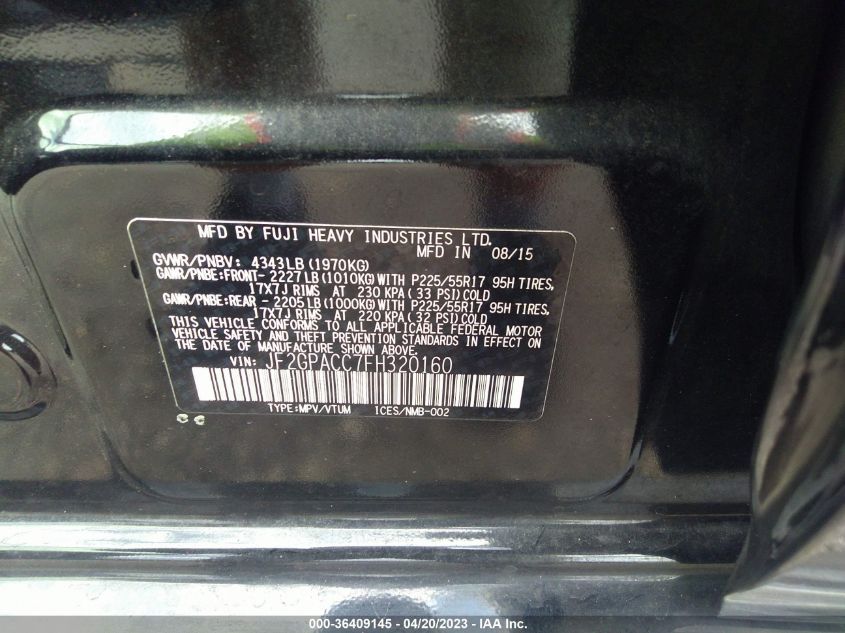 MFD BY FUJI HEAVY INDUSTRIES LTD.
MFD IN 08/15
GVWR/PNBV: 4343LB(1970KG)
GAWR/PNBE:FRONT- 2227LB(1010KG)WITH P225/55R17 95H TIRES,
17X7J RIMS AT 230 KPA(33 PSI)COLD
GAWR/PNBE:REAR - 2205LB(1000KG)WITH P225/55R17 95H TIRES,
17X7J RIMS AT 220 KPA(32 PSI)COLD
THIS VEHICLE CONFORMS TO ALL APPLICABLE FEDERAL MOTOR
VEHICLE SAFETY AND THEFT PREVENTION STANDARDS IN EFFECT ON
THE DATE OF MANUFACTURE SHOWN ABOVE.
VIN: JF2GPACC7FH320160
TYPE:MPV/VTUM ICES/NMB-002
000-36409145 - 04/20/2023 - IAA Inc.